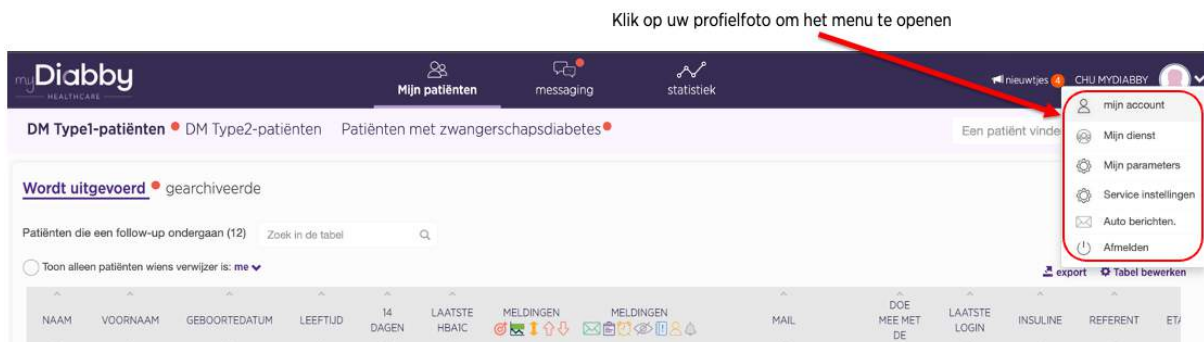 Klik op uw profielfoto om het menu te openen
myDiabby
HEALTHCARE
Mijn patiënten
messaging
statistiek
nieuwtjes 4
CHU MYDIABBY
DM Type1-patiënten DM Type2-patiënten Patiënten met zwangerschapsdiabetes
Een patiënt vinde
mijn account
Mijn dienst
Mijn parameters
Service instellingen
Auto berichten.
Afmelden
Wordt uitgevoerd gearchiveerde
Patiënten die een follow-up ondergaan (12) Zoek in de tabel
Toon alleen patiënten wiens verwijzer is: me
export Tabel bewerken
NAAM
VOORNAAM
GEBOORTEDATUM
LEEFTIJD
14
DAGEN
LAATSTE
HBA1C
MELDINGEN
MELDINGEN
MAIL
DOE
MEE MET
DE
LAATSTE
LOGIN
INSULINE
REFERENT
ETA